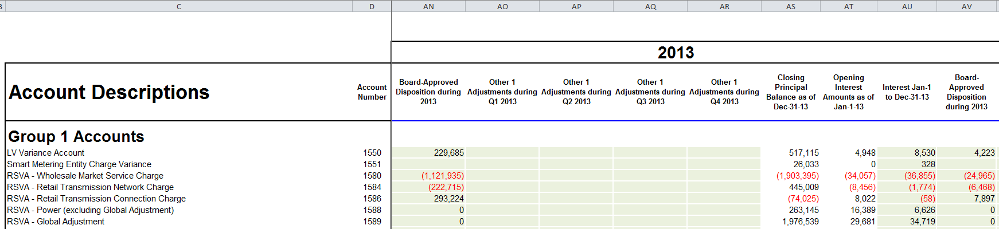 B C D AN AO AP AQ AR AS AT AU AV
2013
Account Descriptions
Account
Number
Board-Approved
Disposition during
2013
Other 1
Adjustments during
Q1 2013
Other 1
Adjustments during
Q2 2013
Other 1
Adjustments during
Q3 2013
Other 1
Adjustments during
Q4 2013
Closing
Principal
Balance as of
Dec-31-13
Opening
Interest
Amounts as of
Jan-1-13
Interest Jan-1
to Dec-31-13
Board-
Approved
Disposition
during 2013
Group 1 Accounts
LV Variance Account 1550 229,685 517,115 4,948 8,530 4,223
Smart Metering Entity Charge Variance 1551 26,033 0 328
RSVA - Wholesale Market Service Charge 1580 (1,121,935) (1,903,395) (34,057) (36,855) (24,965)
RSVA - Retail Transmission Network Charge 1584 (222,715) 445,009 (8,456) (1,774) (6,468)
RSVA - Retail Transmission Connection Charge 1586 293,224 (74,025) 8,022 (58) 7,897
RSVA - Power (excluding Global Adjustment) 1588 0 263,145 16,389 6,626 0
RSVA - Global Adjustment 1589 0 1,976,539 29,681 34,719 0